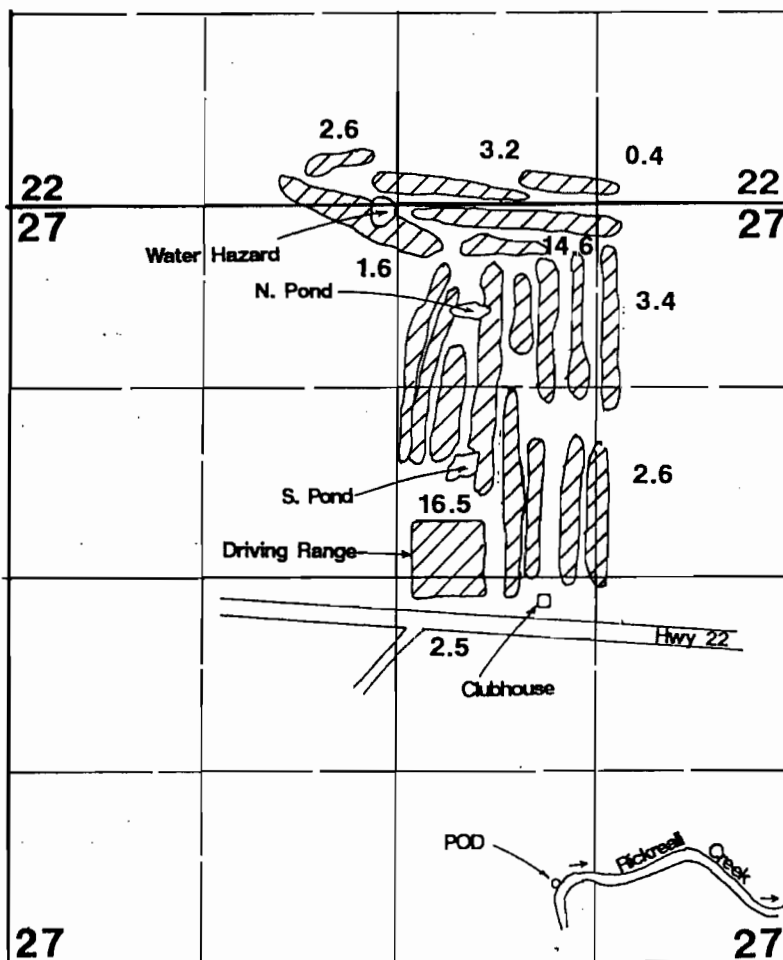 2.6
3.2
0.4
22
22
27
27
Water Hazard
14.6
1.6
N. Pond
3.4
S. Pond
2.6
16.5
Driving Range
Hwy 22
2.5
Clubhouse
POD
Rickreall Creek
27
27